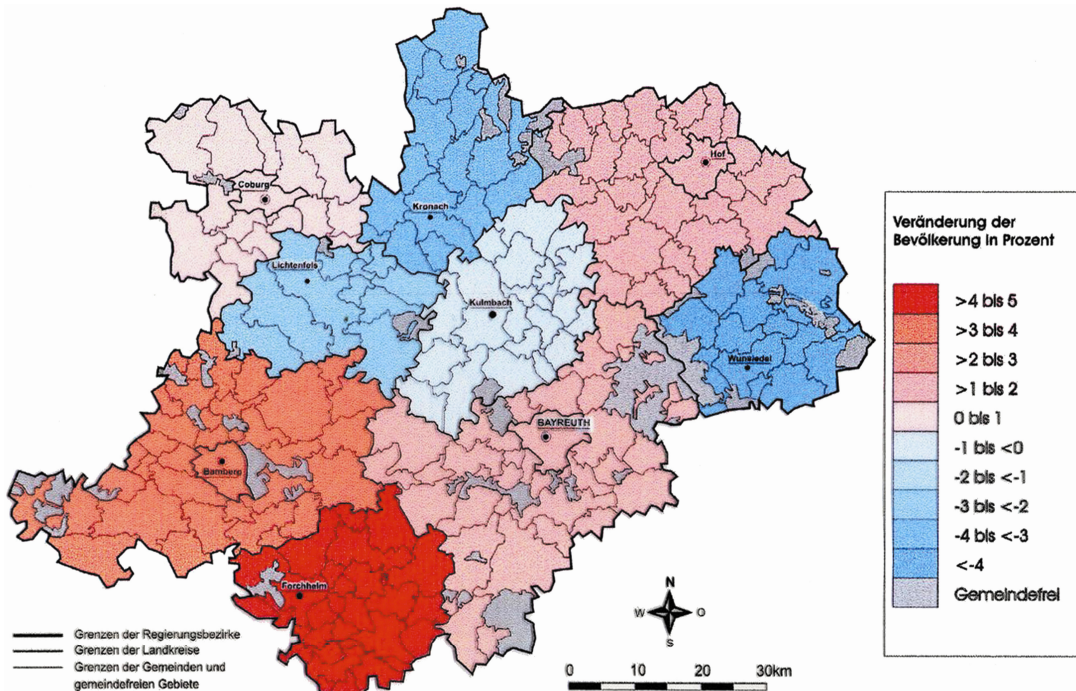 Hof
Coburg
Kronach
Lichtenfels
Kulmbach
Wunsiedel
BAYREUTH
Bamberg
Forchheim
Veränderung der
Bevölkerung in Prozent
>4 bis 5
>3 bis 4
>2 bis 3
>1 bis 2
0 bis 1
-1 bis <0
-2 bis <-1
-3 bis <-2
-4 bis <-3
<-4
Gemeindefrei
N
W O
S
Grenzen der Regierungsbezirke
Grenzen der Landkreise
Grenzen der Gemeinden und
gemeindefreien Gebiete
0 10 20 30km